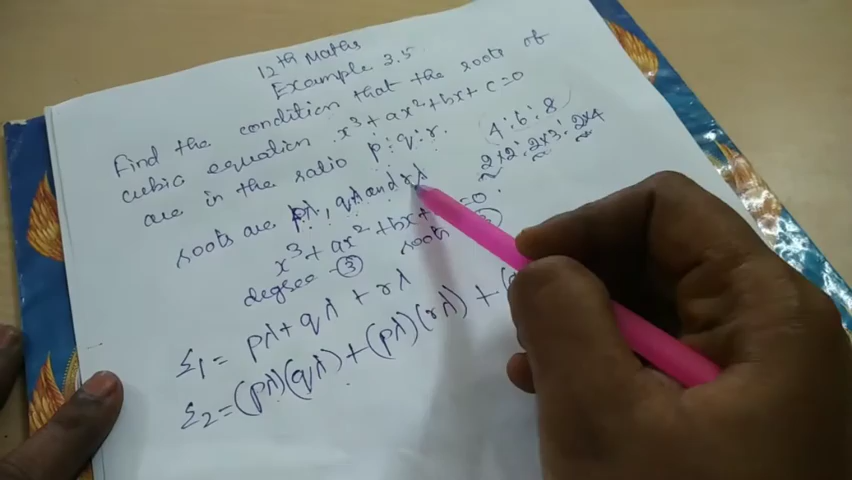 12th Maths
Example 3.5
Find the condition that the roots of
cubic equation x³ + ax² + bx + c = 0
are in the ratio p : q : r.
4 : 6 : 8
2×2 : 2×3 : 2×4
roots are pλ, qλ and rλ
x³ + ax² + bx + = 0.
degree - 3 roots 3
Σ₁ = pλ + qλ + rλ
Σ₂ = (pλ)(qλ) + (pλ)(rλ) + (